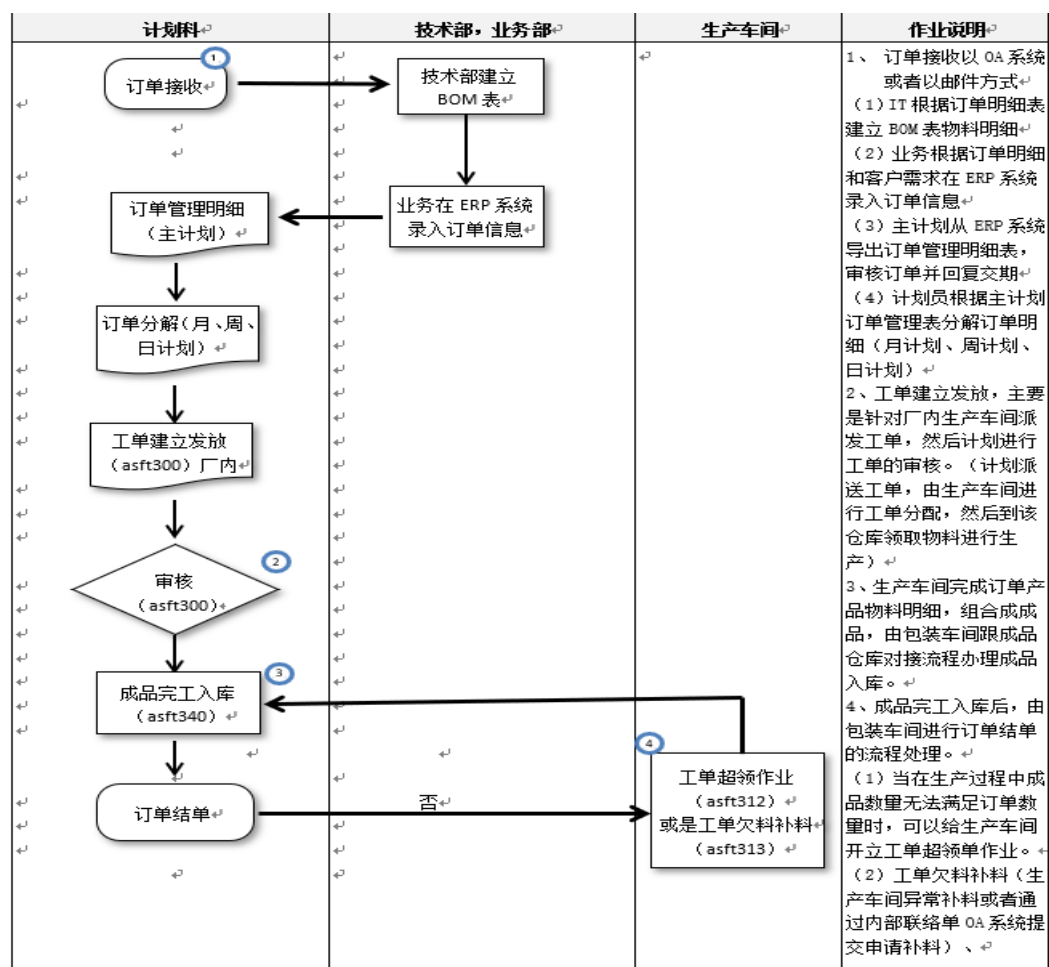 计划科
技术部，业务部
生产车间
作业说明
1
订单接收
技术部建立
BOM 表
订单管理明细
（主计划）
业务在 ERP 系统
录入订单信息
订单分解（月、周、
日计划）
工单建立发放
（asft300）厂内
2
审核
（asft300）
3
成品完工入库
（asft340）
订单结单
否
4
工单超领作业
（asft312）
或是工单欠料补料
（asft313）
1、 订单接收以 OA 系统
或者以邮件方式
（1）IT 根据订单明细表
建立 BOM 表物料明细
（2）业务根据订单明细
和客户需求在 ERP 系统
录入订单信息
（3）主计划从 ERP 系统
导出订单管理明细表，
审核订单并回复交期
（4）计划员根据主计划
订单管理表分解订单明
细（月计划、周计划、
日计划）
2、工单建立发放，主要
是针对厂内生产车间派
发工单，然后计划进行
工单的审核。（计划派
送工单，由生产车间进
行工单分配，然后到该
仓库领取物料进行生
产）
3、生产车间完成订单产
品物料明细，组合成成
品，由包装车间跟成品
仓库对接流程办理成品
入库。
4、成品完工入库后，由
包装车间进行订单结单
的流程处理。
（1）当在生产过程中成
品数量无法满足订单数
量时，可以给生产车间
开立工单超领单作业。
（2）工单欠料补料（生
产车间异常补料或者通
过内部联络单 OA 系统提
交申请补料）、